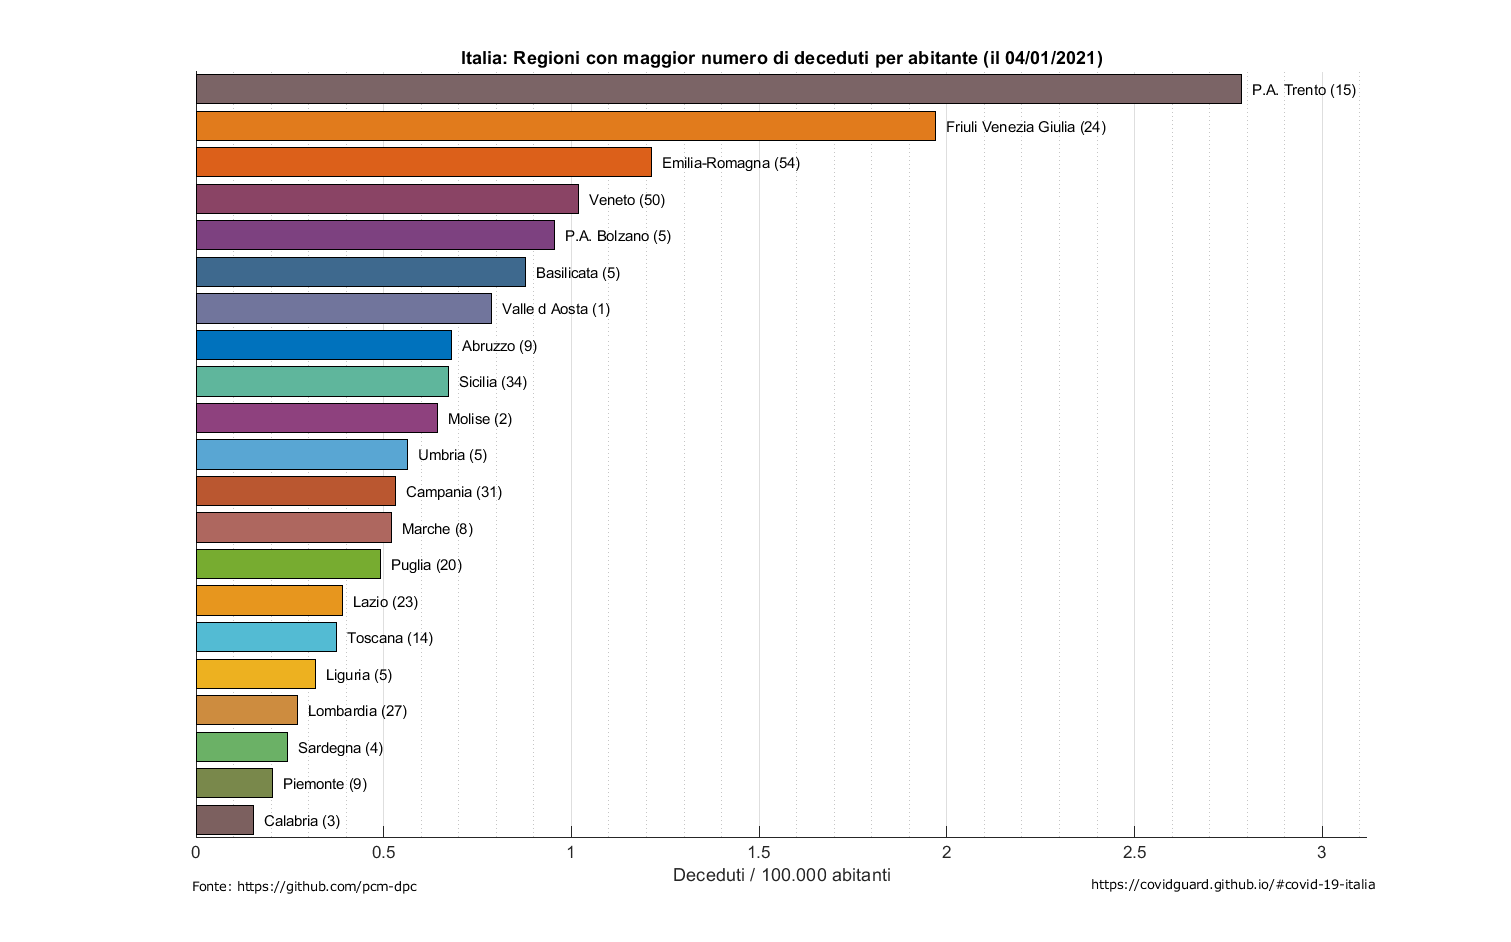 Italia: Regioni con maggior numero di deceduti per abitante (il 04/01/2021)
P.A. Trento (15)
Friuli Venezia Giulia (24)
Emilia-Romagna (54)
Veneto (50)
P.A. Bolzano (5)
Basilicata (5)
Valle d Aosta (1)
Abruzzo (9)
Sicilia (34)
Molise (2)
Umbria (5)
Campania (31)
Marche (8)
Puglia (20)
Lazio (23)
Toscana (14)
Liguria (5)
Lombardia (27)
Sardegna (4)
Piemonte (9)
Calabria (3)
0 0.5 1 1.5 2 2.5 3
Deceduti / 100.000 abitanti
Fonte: https://github.com/pcm-dpc
https://covidguard.github.io/#covid-19-italia